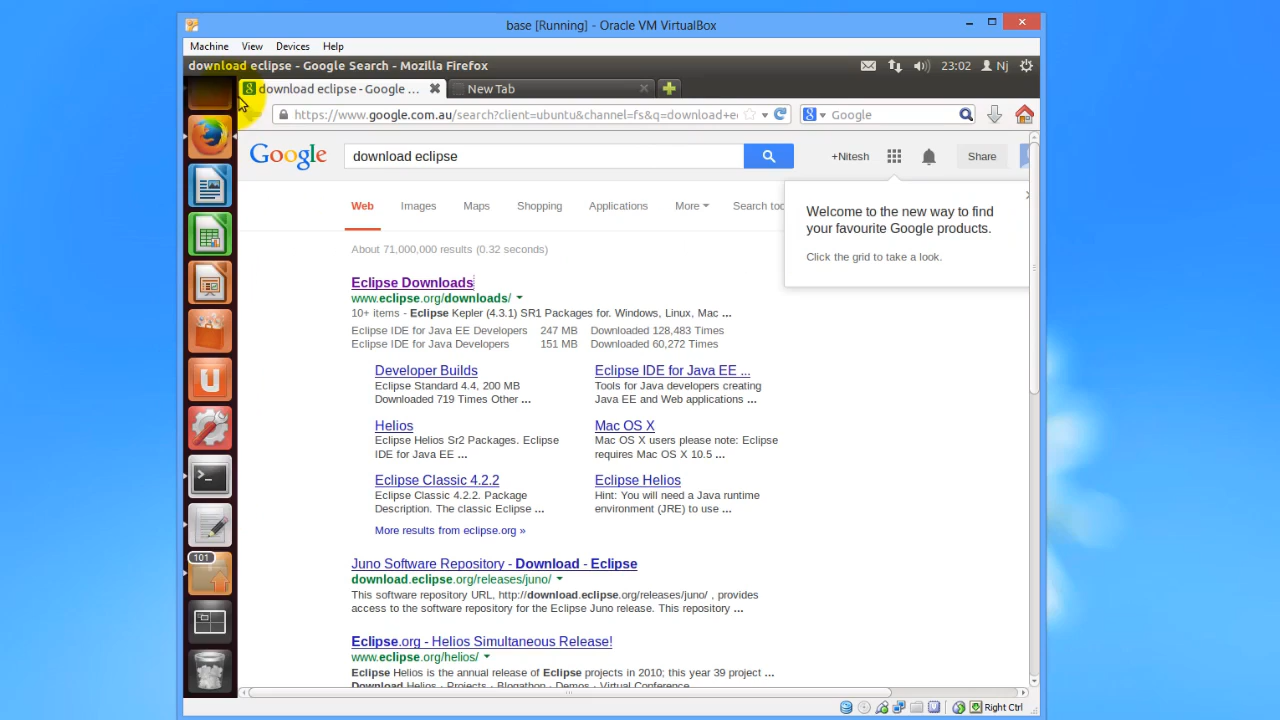 base [Running] - Oracle VM VirtualBox
Machine View Devices Help
download eclipse - Google Search - Mozilla Firefox
23:02 Nj
download eclipse - Google ...
New Tab
https://www.google.com.au/search?client=ubuntu&channel=fs&q=download+e
Google
Google
download eclipse
+Nitesh
Share
Web Images Maps Shopping Applications More Search too
Welcome to the new way to find
your favourite Google products.
Click the grid to take a look.
About 71,000,000 results (0.32 seconds)
Eclipse Downloads
www.eclipse.org/downloads/
10+ items - Eclipse Kepler (4.3.1) SR1 Packages for. Windows, Linux, Mac ...
Eclipse IDE for Java EE Developers 247 MB Downloaded 128,483 Times
Eclipse IDE for Java Developers 151 MB Downloaded 60,272 Times
Developer Builds
Eclipse Standard 4.4, 200 MB
Downloaded 719 Times Other ...
Eclipse IDE for Java EE ...
Tools for Java developers creating
Java EE and Web applications ...
Helios
Eclipse Helios Sr2 Packages. Eclipse
IDE for Java EE ...
Mac OS X
Mac OS X users please note: Eclipse
requires Mac OS X 10.5 ...
Eclipse Classic 4.2.2
Eclipse Classic 4.2.2. Package
Description. The classic Eclipse ...
Eclipse Helios
Hint: You will need a Java runtime
environment (JRE) to use ...
More results from eclipse.org »
Juno Software Repository - Download - Eclipse
download.eclipse.org/releases/juno/
This software repository URL, http://download.eclipse.org/releases/juno/ , provides
access to the software repository for the Eclipse Juno release. This repository ...
Eclipse.org - Helios Simultaneous Release!
www.eclipse.org/helios/
Eclipse Helios is the annual release of Eclipse projects in 2010; this year 39 project ...
Download Helios - Projects - Blogathon - Demos - Virtual Conference
101
Right Ctrl